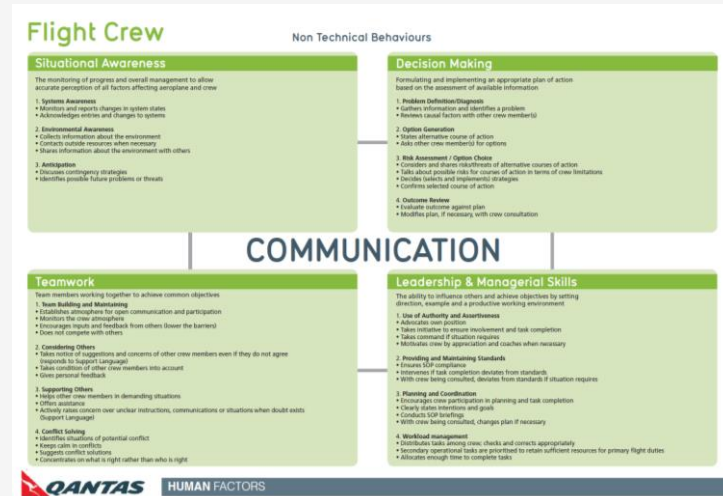 Flight Crew
Non Technical Behaviours
Situational Awareness
The monitoring of progress and overall management to allow
accurate perception of all factors affecting aeroplane and crew
1. Systems Awareness
• Monitors and reports changes in system states
• Acknowledges entries and changes to systems
2. Environmental Awareness
• Collects information about the environment
• Contacts outside resources when necessary
• Shares information about the environment with others
3. Anticipation
• Discusses contingency strategies
• Identifies possible future problems or threats
Decision Making
Formulating and implementing an appropriate plan of action
based on the assessment of available information
1. Problem Definition/Diagnosis
• Gathers information and identifies a problem
• Reviews causal factors with other crew member(s)
2. Option Generation
• States alternative course of action
• Asks other crew member(s) for options
3. Risk Assessment / Option Choice
• Considers and shares risks/threats of alternative courses of action
• Talks about possible risks for courses of action in terms of crew limitations
• Decides (selects and implements) strategies
• Confirms selected course of action
4. Outcome Review
• Evaluate outcome against plan
• Modifies plan, if necessary, with crew consultation
COMMUNICATION
Teamwork
Team members working together to achieve common objectives
1. Team Building and Maintaining
• Establishes atmosphere for open communication and participation
• Monitors the crew atmosphere
• Encourages inputs and feedback from others (lower the barriers)
• Does not compete with others
2. Considering Others
• Takes notice of suggestions and concerns of other crew members even if they do not agree
(responds to Support Language)
• Takes condition of other crew members into account
• Gives personal feedback
3. Supporting Others
• Helps other crew members in demanding situations
• Offers assistance
• Actively raises concern over unclear instructions, communications or situations when doubt exists
(Support Language)
4. Conflict Solving
• Identifies situations of potential conflict
• Keeps calm in conflicts
• Suggests conflict solutions
• Concentrates on what is right rather than who is right
Leadership & Managerial Skills
The ability to influence others and achieve objectives by setting
direction, example and a productive working environment
1. Use of Authority and Assertiveness
• Advocates own position
• Takes initiative to ensure involvement and task completion
• Takes command if situation requires
• Motivates crew by appreciation and coaches when necessary
2. Providing and Maintaining Standards
• Ensures SOP compliance
• Intervenes if task completion deviates from standards
• With crew being consulted, deviates from standards if situation requires
3. Planning and Coordination
• Encourages crew participation in planning and task completion
• Clearly states intentions and goals
• Conducts SOP briefings
• With crew being consulted, changes plan if necessary
4. Workload management
• Distributes tasks among crew; checks and corrects appropriately
• Secondary operational tasks are prioritised to retain sufficient resources for primary flight duties
• Allocates enough time to complete tasks
QANTAS
HUMAN FACTORS